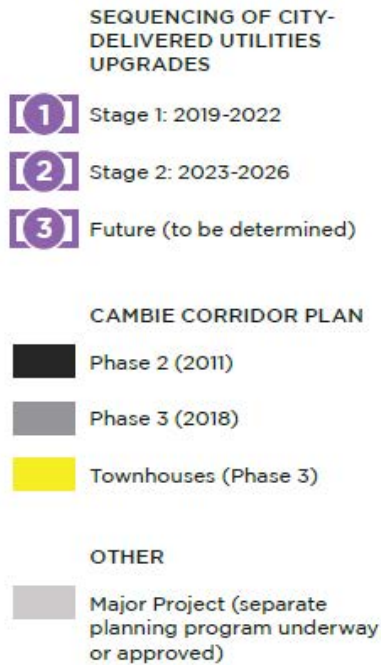 SEQUENCING OF CITY-
DELIVERED UTILITIES
UPGRADES
1 Stage 1: 2019-2022
2 Stage 2: 2023-2026
3 Future (to be determined)
CAMBIE CORRIDOR PLAN
Phase 2 (2011)
Phase 3 (2018)
Townhouses (Phase 3)
OTHER
Major Project (separate
planning program underway
or approved)